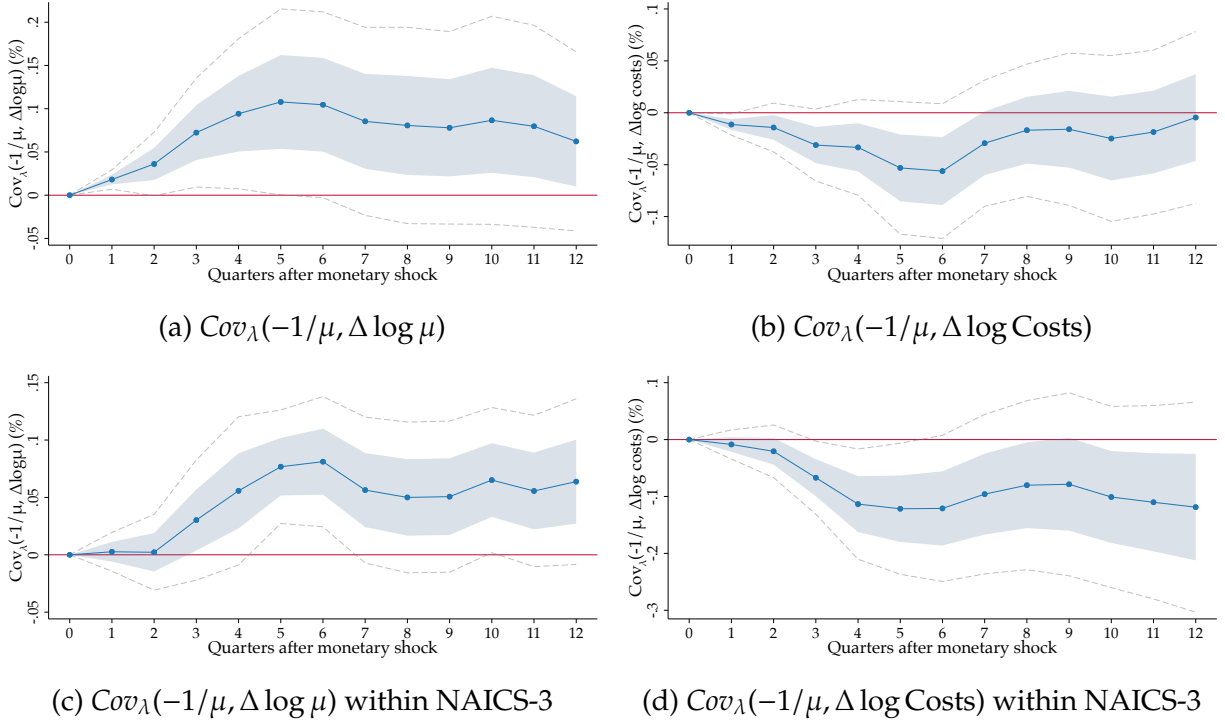 Cov_λ(-1/μ, Δlogμ) (%)
.2
.15
.1
.05
0
-.05
0 1 2 3 4 5 6 7 8 9 10 11 12
Quarters after monetary shock
(a) Cov_λ(−1/μ, Δ log μ)
Cov_λ(-1/μ, Δlog costs) (%)
.1
.05
0
-.05
-.1
0 1 2 3 4 5 6 7 8 9 10 11 12
Quarters after monetary shock
(b) Cov_λ(−1/μ, Δ log Costs)
Cov_λ(-1/μ, Δlogμ) (%)
.15
.1
.05
0
-.05
0 1 2 3 4 5 6 7 8 9 10 11 12
Quarters after monetary shock
(c) Cov_λ(−1/μ, Δ log μ) within NAICS-3
Cov_λ(-1/μ, Δlog costs) (%)
.1
0
-.1
-.2
-.3
0 1 2 3 4 5 6 7 8 9 10 11 12
Quarters after monetary shock
(d) Cov_λ(−1/μ, Δ log Costs) within NAICS-3